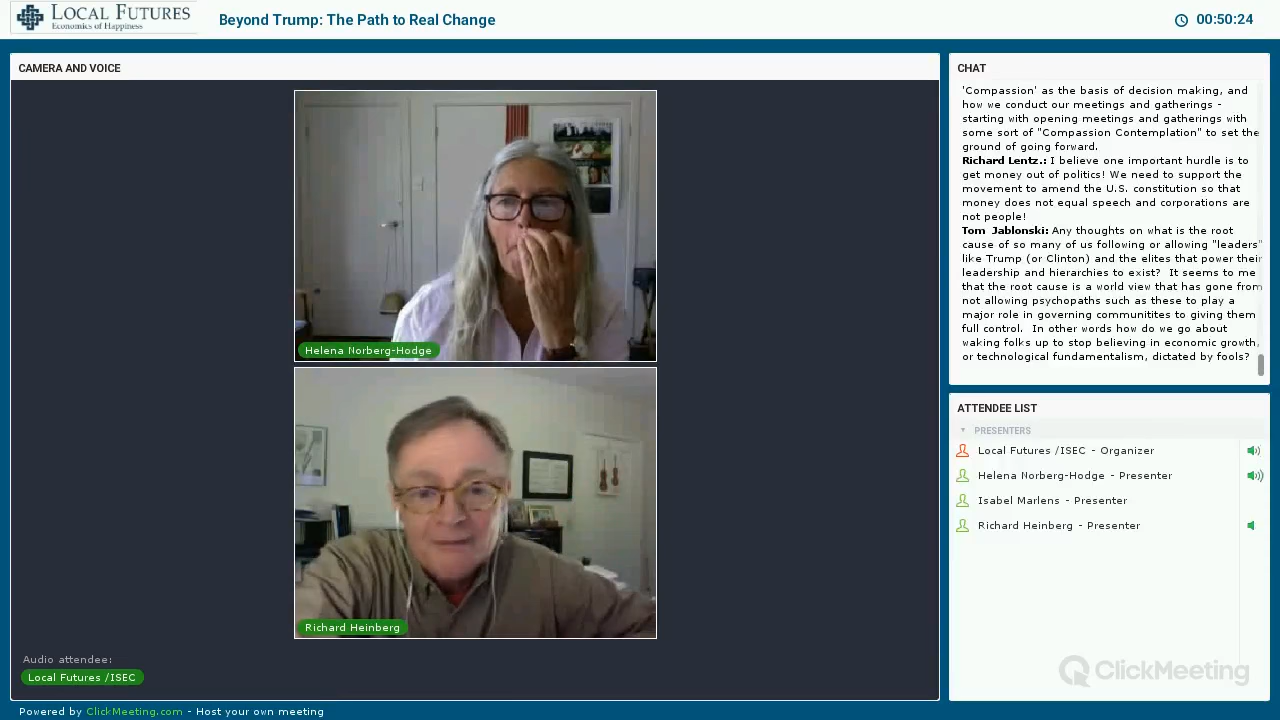 LOCAL FUTURES
Economics of Happiness
Beyond Trump: The Path to Real Change
00:50:24
CAMERA AND VOICE
Helena Norberg-Hodge
Richard Heinberg
Audio attendee:
Local Futures /ISEC
CHAT
'Compassion' as the basis of decision making, and
how we conduct our meetings and gatherings -
starting with opening meetings and gatherings with
some sort of "Compassion Contemplation" to set the
ground of going forward.
Richard Lentz.: I believe one important hurdle is to
get money out of politics! We need to support the
movement to amend the U.S. constitution so that
money does not equal speech and corporations are
not people!
Tom Jablonski: Any thoughts on what is the root
cause of so many of us following or allowing "leaders"
like Trump (or Clinton) and the elites that power their
leadership and hierarchies to exist? It seems to me
that the root cause is a world view that has gone from
not allowing psychopaths such as these to play a
major role in governing communitites to giving them
full control. In other words how do we go about
waking folks up to stop believing in economic growth,
or technological fundamentalism, dictated by fools?
ATTENDEE LIST
PRESENTERS
Local Futures /ISEC - Organizer
Helena Norberg-Hodge - Presenter
Isabel Marlens - Presenter
Richard Heinberg - Presenter
ClickMeeting
Powered by ClickMeeting.com - Host your own meeting